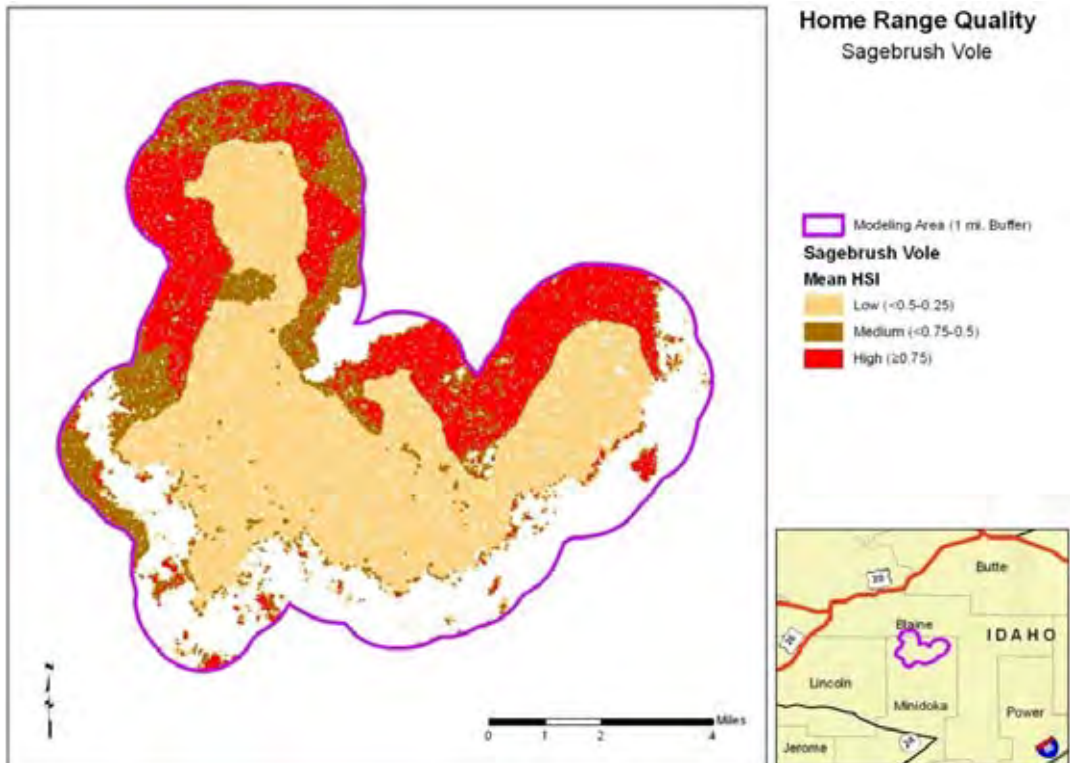 Home Range Quality
Sagebrush Vole
Modeling Area (1 mi. Buffer)
Sagebrush Vole
Mean HSI
Low (<0.5-0.25)
Medium (<0.75-0.5)
High (≥0.75)
N
Miles
0 1 2 4
Butte
20
Blaine
IDAHO
26
Lincoln
Minidoka
Power
24
Jerome